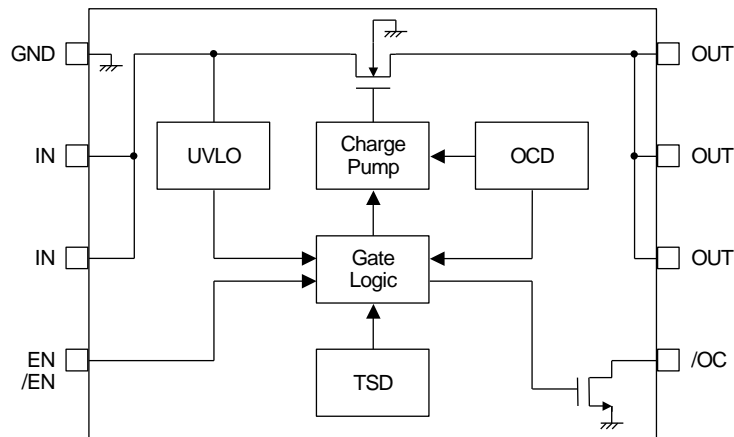 GND
OUT
IN
UVLO
Charge
Pump
OCD
OUT
IN
Gate
Logic
OUT
EN
/EN
TSD
/OC